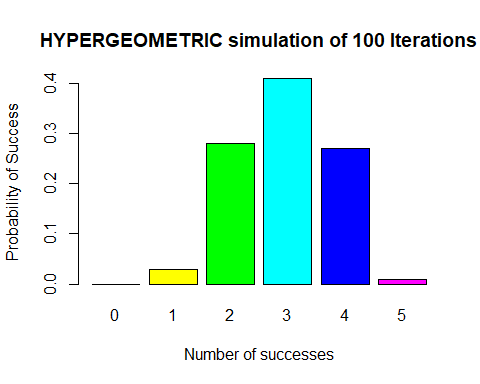 HYPERGEOMETRIC simulation of 100 Iterations
Probability of Success
0.4
0.3
0.2
0.1
0.0
0 1 2 3 4 5
Number of successes